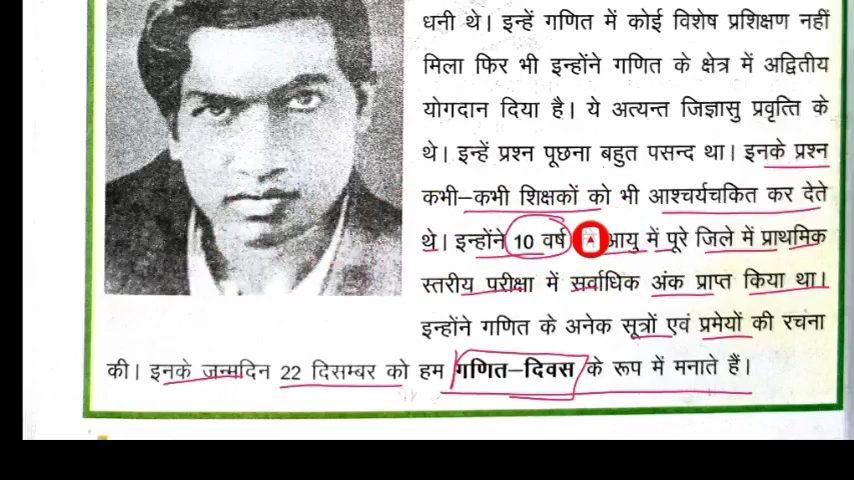 धनी थे। इन्हें गणित में कोई विशेष प्रशिक्षण नहीं
मिला फिर भी इन्होंने गणित के क्षेत्र में अद्वितीय
योगदान दिया है। ये अत्यन्त जिज्ञासु प्रवृत्ति के
थे। इन्हें प्रश्न पूछना बहुत पसन्द था। इनके प्रश्न
कभी–कभी शिक्षकों को भी आश्चर्यचकित कर देते
थे। इन्होंने 10 वर्ष आयु में पूरे जिले में प्राथमिक
स्तरीय परीक्षा में सर्वाधिक अंक प्राप्त किया था।
इन्होंने गणित के अनेक सूत्रों एवं प्रमेयों की रचना
की। इनके जन्मदिन 22 दिसम्बर को हम गणित–दिवस के रूप में मनाते हैं।